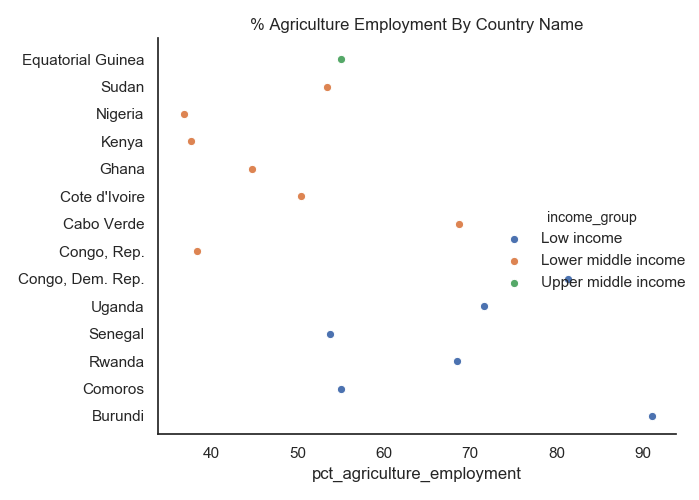 % Agriculture Employment By Country Name
Equatorial Guinea
Sudan
Nigeria
Kenya
Ghana
Cote d'Ivoire
Cabo Verde
Congo, Rep.
Congo, Dem. Rep.
Uganda
Senegal
Rwanda
Comoros
Burundi
income_group
Low income
Lower middle income
Upper middle income
40 50 60 70 80 90
pct_agriculture_employment